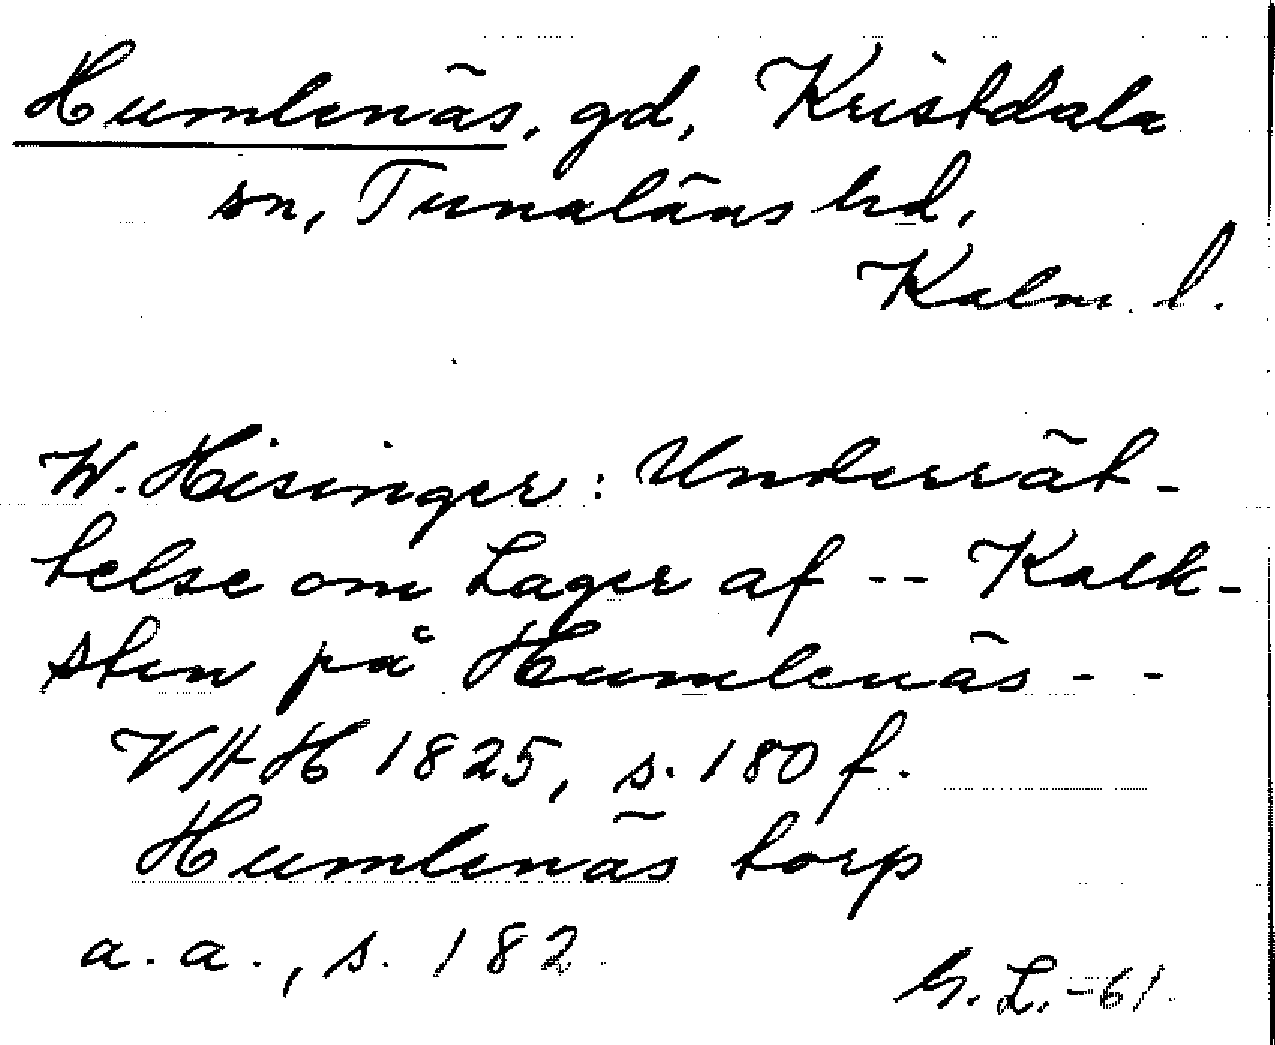 Humlenäs, gd, Kristdala
sn, Tunaläns hd,
Kalm. l.
W. Hisinger: Underrät-
telse om Lager af -- Kalk-
sten på Humlenäs --
VAH 1825, s. 180 f.
Humlenäs torp
a. a., s. 182
G. L. -61